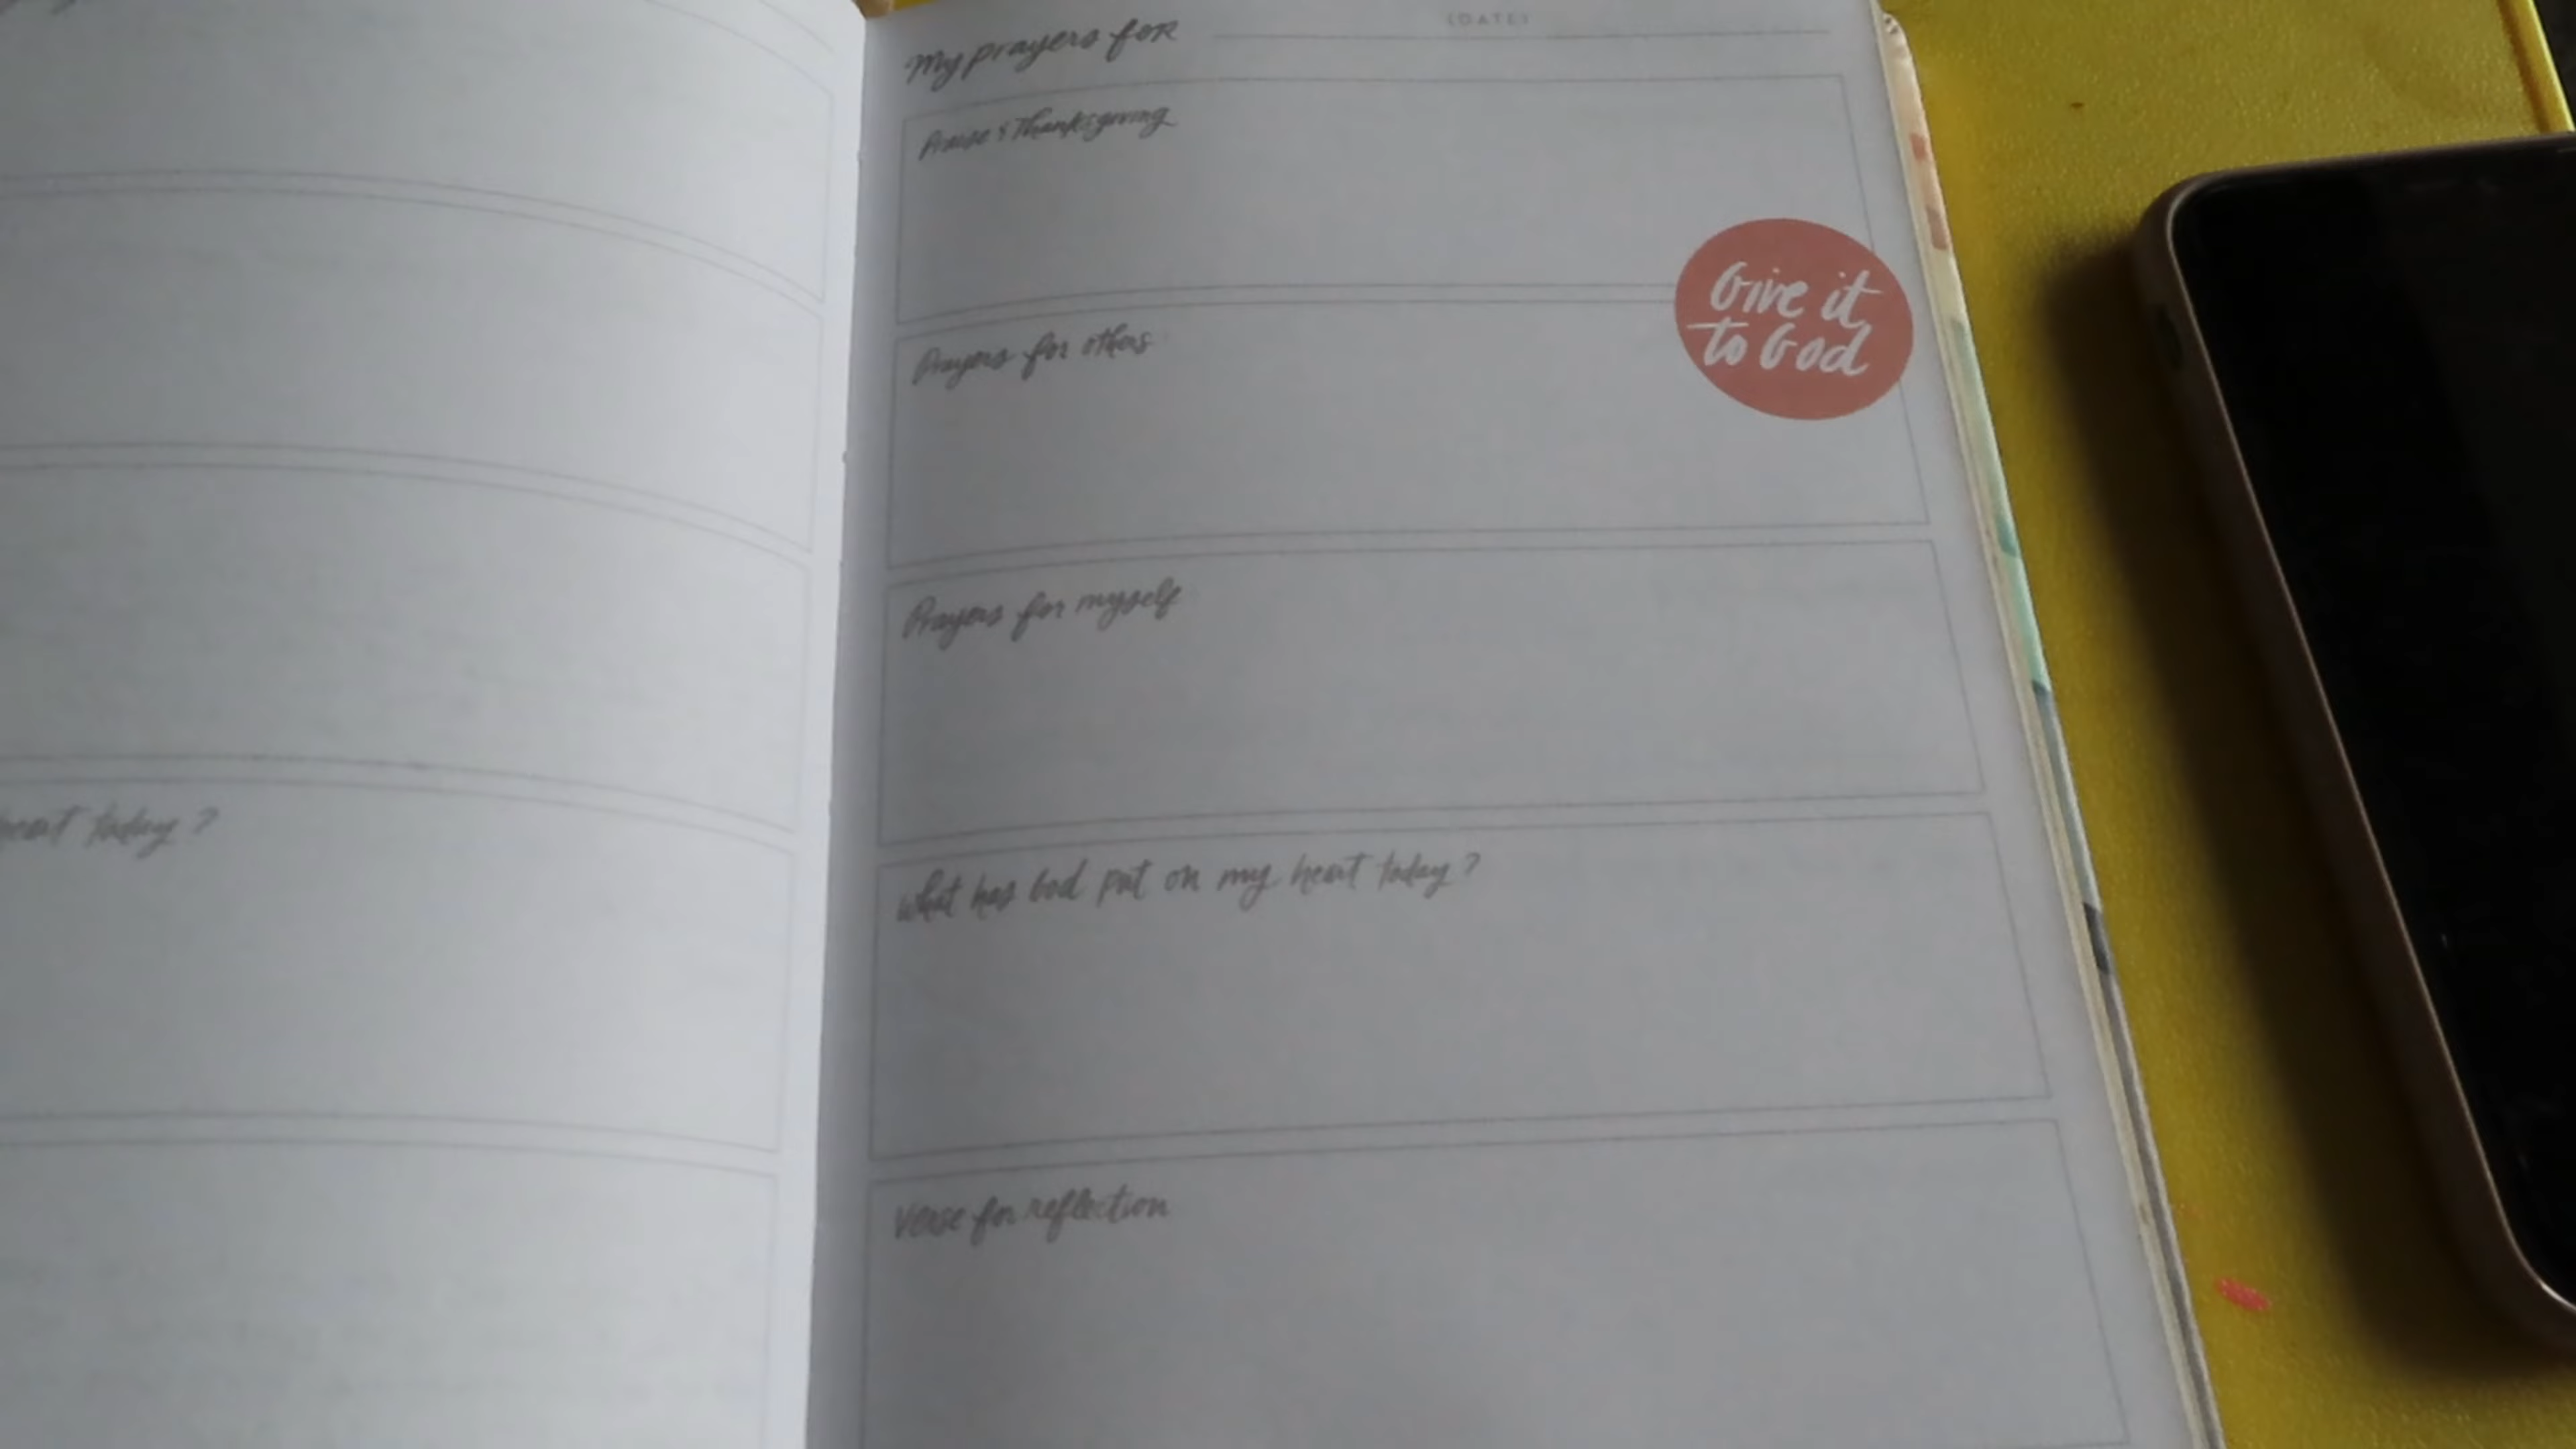 heart today?
My prayers for
(DATE)
Praise & Thanksgiving
Give it
to God
Prayers for others
Prayers for myself
what has God put on my heart today?
Verse for reflection